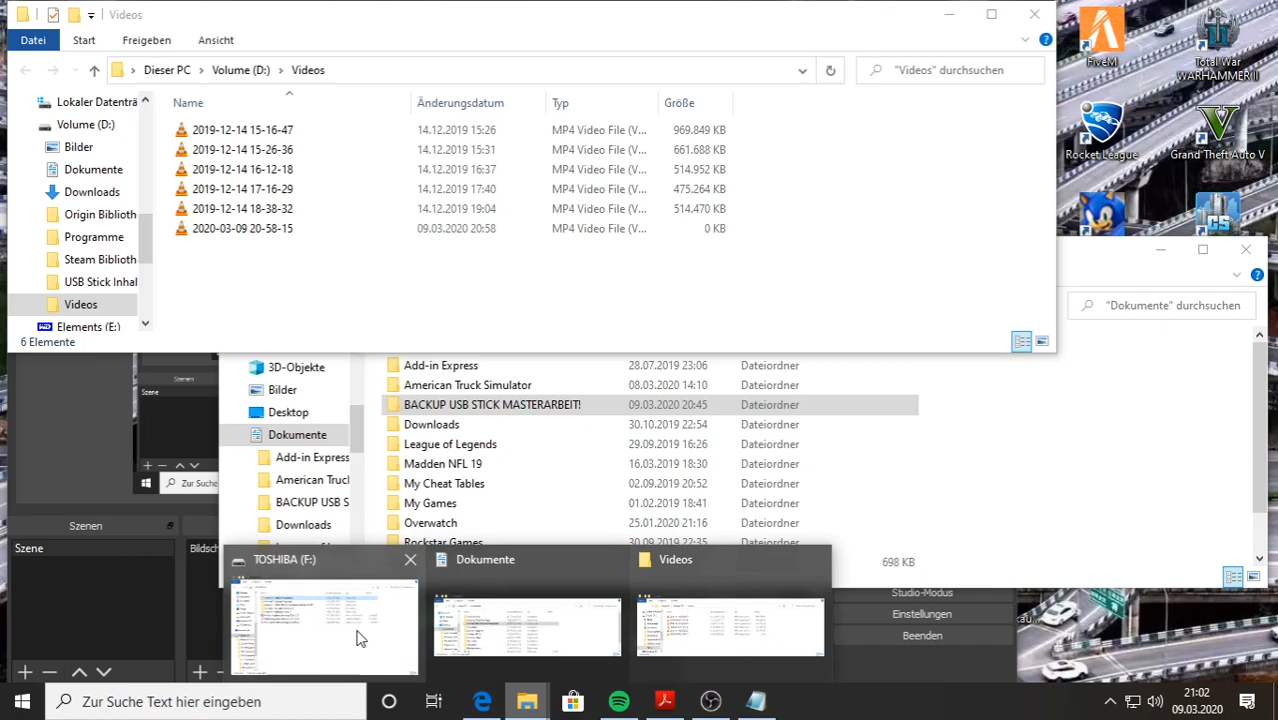 Videos
Datei Start Freigeben Ansicht
Dieser PC > Volume (D:) > Videos
"Videos" durchsuchen
Name Änderungsdatum Typ Größe
2019-12-14 15-16-47 14.12.2019 15:26 MP4 Video File (V... 969.849 KB
2019-12-14 15-26-36 14.12.2019 15:31 MP4 Video File (V... 661.688 KB
2019-12-14 16-12-18 14.12.2019 16:37 MP4 Video File (V... 514.952 KB
2019-12-14 17-16-29 14.12.2019 17:40 MP4 Video File (V... 475.264 KB
2019-12-14 18-38-32 14.12.2019 19:04 MP4 Video File (V... 514.470 KB
2020-03-09 20-58-15 09.03.2020 20:58 MP4 Video File (V... 0 KB
Lokaler Datenträ
Volume (D:)
Bilder
Dokumente
Downloads
Origin Biblioth
Programme
Steam Biblioth
USB Stick Inhal
Videos
Elements (E:)
6 Elemente
FiveM
Total War
WARHAMMER II
Rocket League
Grand Theft Auto V
CS
"Dokumente" durchsuchen
3D-Objekte
Bilder
Desktop
Dokumente
Add-in Express
American Truc
BACKUP USB S
Downloads
Add-in Express 28.07.2019 23:06 Dateiordner
American Truck Simulator 08.03.2020 14:10 Dateiordner
BACKUP USB STICK MASTERARBEIT! 09.03.2020 20:45 Dateiordner
Downloads 30.10.2019 22:54 Dateiordner
League of Legends 29.09.2019 16:26 Dateiordner
Madden NFL 19 16.03.2019 18:30 Dateiordner
My Cheat Tables 02.09.2019 20:52 Dateiordner
My Games 01.02.2019 18:41 Dateiordner
Overwatch 25.01.2020 21:16 Dateiordner
Rockstar Games 30.09.2019 22:35 Dateiordner
698 KB
Szenen
Szene
Zur Suche
Szenen
Szene
Bildsch
TOSHIBA (F:)
Dokumente
Videos
Studio-Modus
Einstellungen
Beenden
Zur Suche Text hier eingeben
21:02
09.03.2020